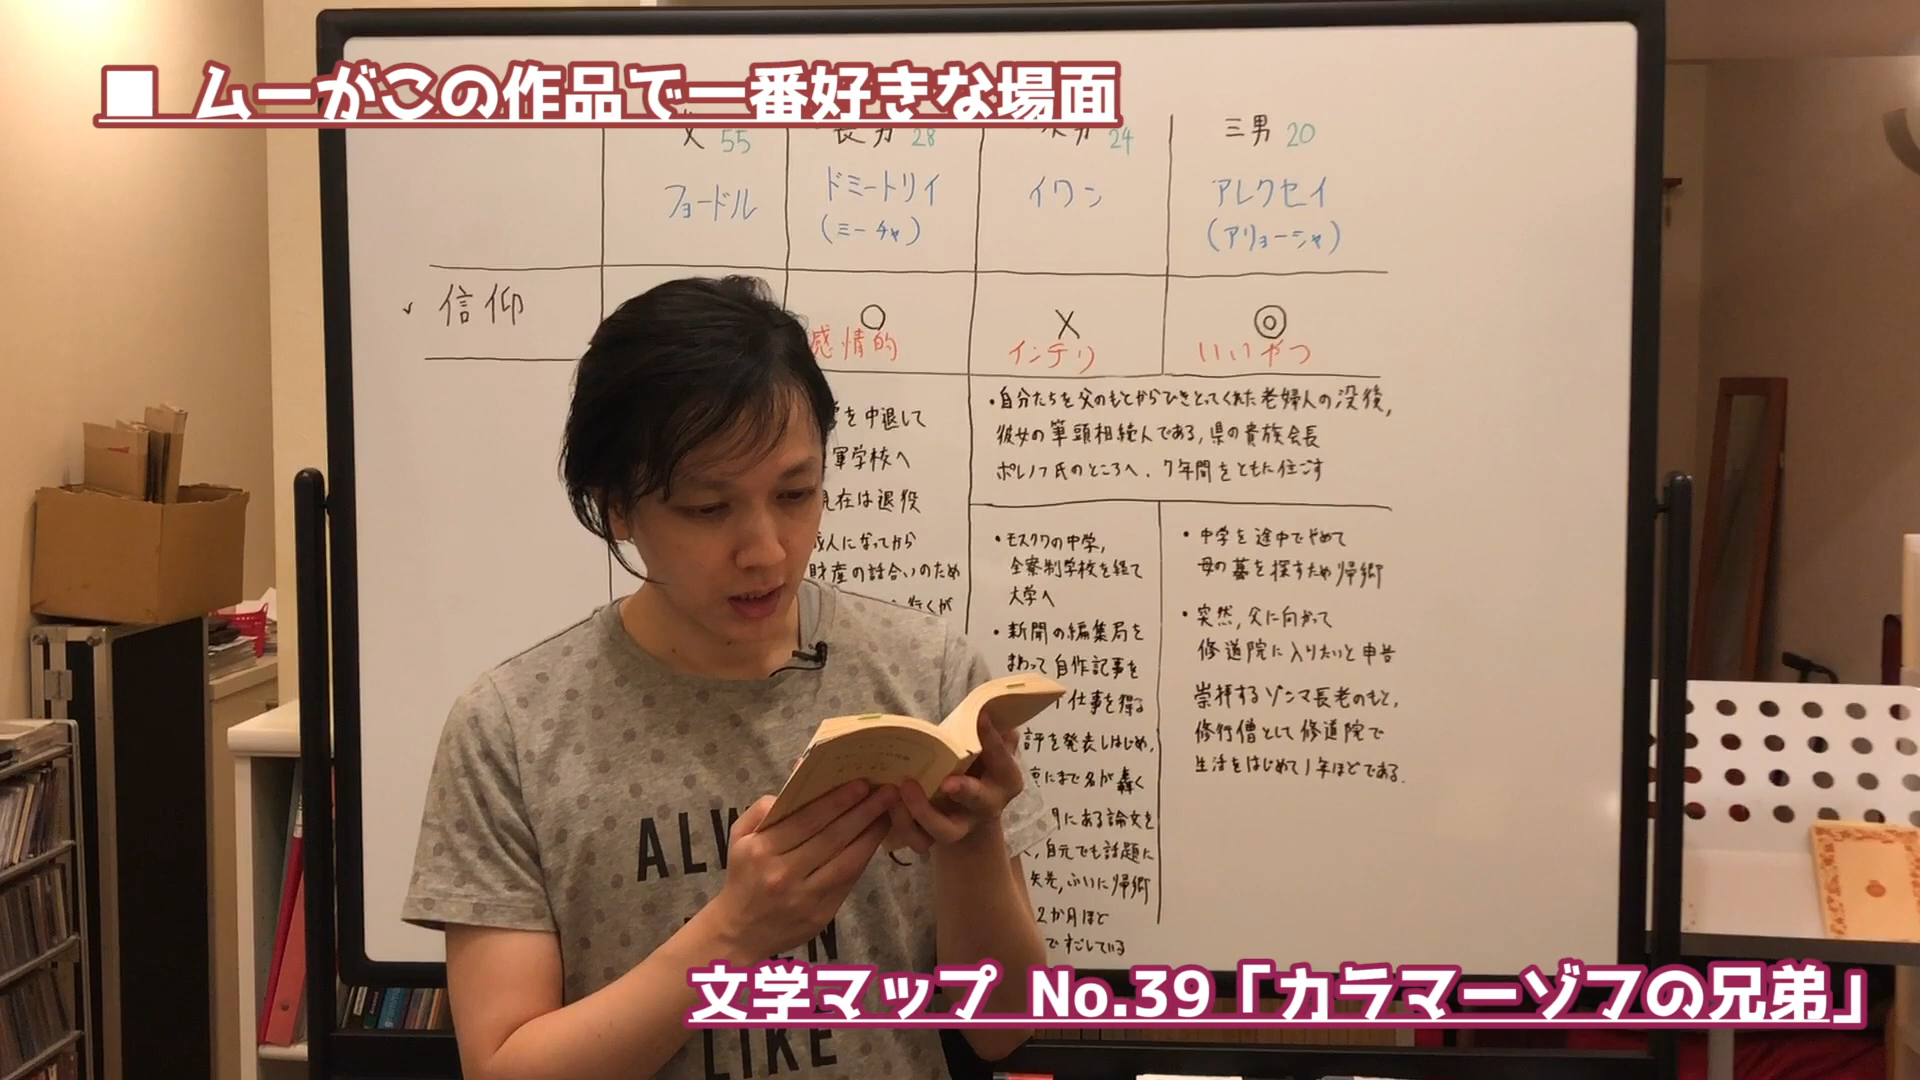 ■ ムーがこの作品で一番好きな場面
父 55
長男 28
次男 24
三男 20
フョードル
ドミートリイ
(ミーチャ)
イワン
アレクセイ
(アリョーシャ)
✓ 信仰
○
感情的
×
インテリ
◎
いいやつ
を中退して
軍学校へ
現在は退役
成人になってから
財産の話合いのため
行くが
・自分たちを父のもとからひきとってくれた老婦人の没後,
彼女の筆頭相続人である,県の貴族会長
ポレノフ氏のところへ.7年間をともに住ごす
・モスクワの中学,
全寮制学校を経て
大学へ
・新聞の編集局を
まわって自作記事を
仕事を得る
評を発表しはじめ,
にまで名が轟く
にある論文を
,自元でも話題に
矢先,ふいに帰郷
2か月ほど
ですごしている
・中学を途中でやめて
母の墓を探すため帰郷
・突然,父に向かって
修道院に入りたいと申告
崇拝するゾシマ長老のもと,
修行僧として修道院で
生活をはじめて1年ほどである.
ALW
N
LIKE
文学マップ No.39「カラマーゾフの兄弟」